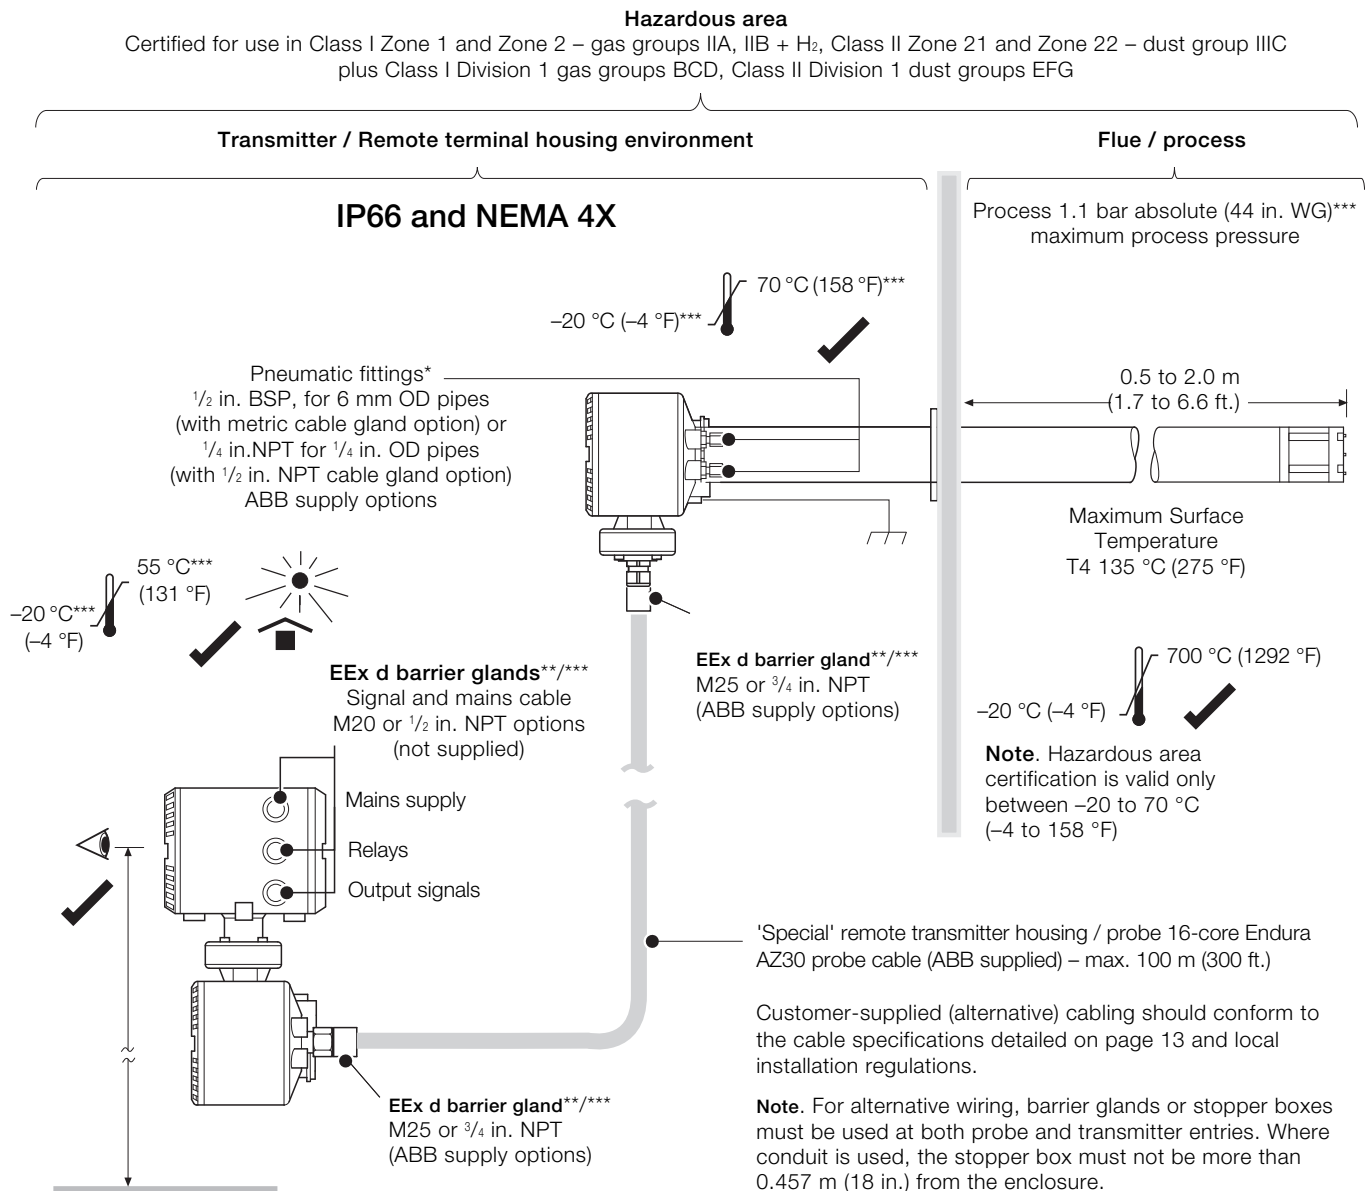 Hazardous area
Certified for use in Class I Zone 1 and Zone 2 – gas groups IIA, IIB + H₂, Class II Zone 21 and Zone 22 – dust group IIIC
plus Class I Division 1 gas groups BCD, Class II Division 1 dust groups EFG
Transmitter / Remote terminal housing environment
Flue / process
IP66 and NEMA 4X
Process 1.1 bar absolute (44 in. WG)***
maximum process pressure
70 °C (158 °F)***
–20 °C (–4 °F)***
Pneumatic fittings*
1/2 in. BSP, for 6 mm OD pipes
(with metric cable gland option) or
1/4 in.NPT for 1/4 in. OD pipes
(with 1/2 in. NPT cable gland option)
ABB supply options
0.5 to 2.0 m
(1.7 to 6.6 ft.)
Maximum Surface
Temperature
T4 135 °C (275 °F)
55 °C***
(131 °F)
–20 °C***
(–4 °F)
EEx d barrier glands**/***
Signal and mains cable
M20 or 1/2 in. NPT options
(not supplied)
EEx d barrier gland**/***
M25 or 3/4 in. NPT
(ABB supply options)
700 °C (1292 °F)
–20 °C (–4 °F)
Note. Hazardous area
certification is valid only
between –20 to 70 °C
(–4 to 158 °F)
Mains supply
Relays
Output signals
'Special' remote transmitter housing / probe 16-core Endura
AZ30 probe cable (ABB supplied) – max. 100 m (300 ft.)
Customer-supplied (alternative) cabling should conform to
the cable specifications detailed on page 13 and local
installation regulations.
EEx d barrier gland**/***
M25 or 3/4 in. NPT
(ABB supply options)
Note. For alternative wiring, barrier glands or stopper boxes
must be used at both probe and transmitter entries. Where
conduit is used, the stopper box must not be more than
0.457 m (18 in.) from the enclosure.